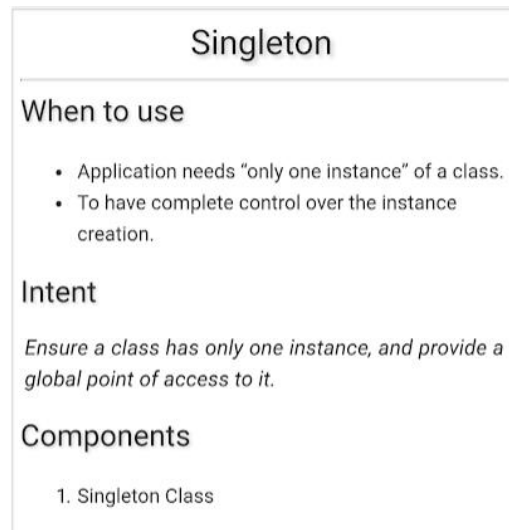 Singleton
When to use
• Application needs “only one instance” of a class.
• To have complete control over the instance
creation.
Intent
Ensure a class has only one instance, and provide a
global point of access to it.
Components
1. Singleton Class